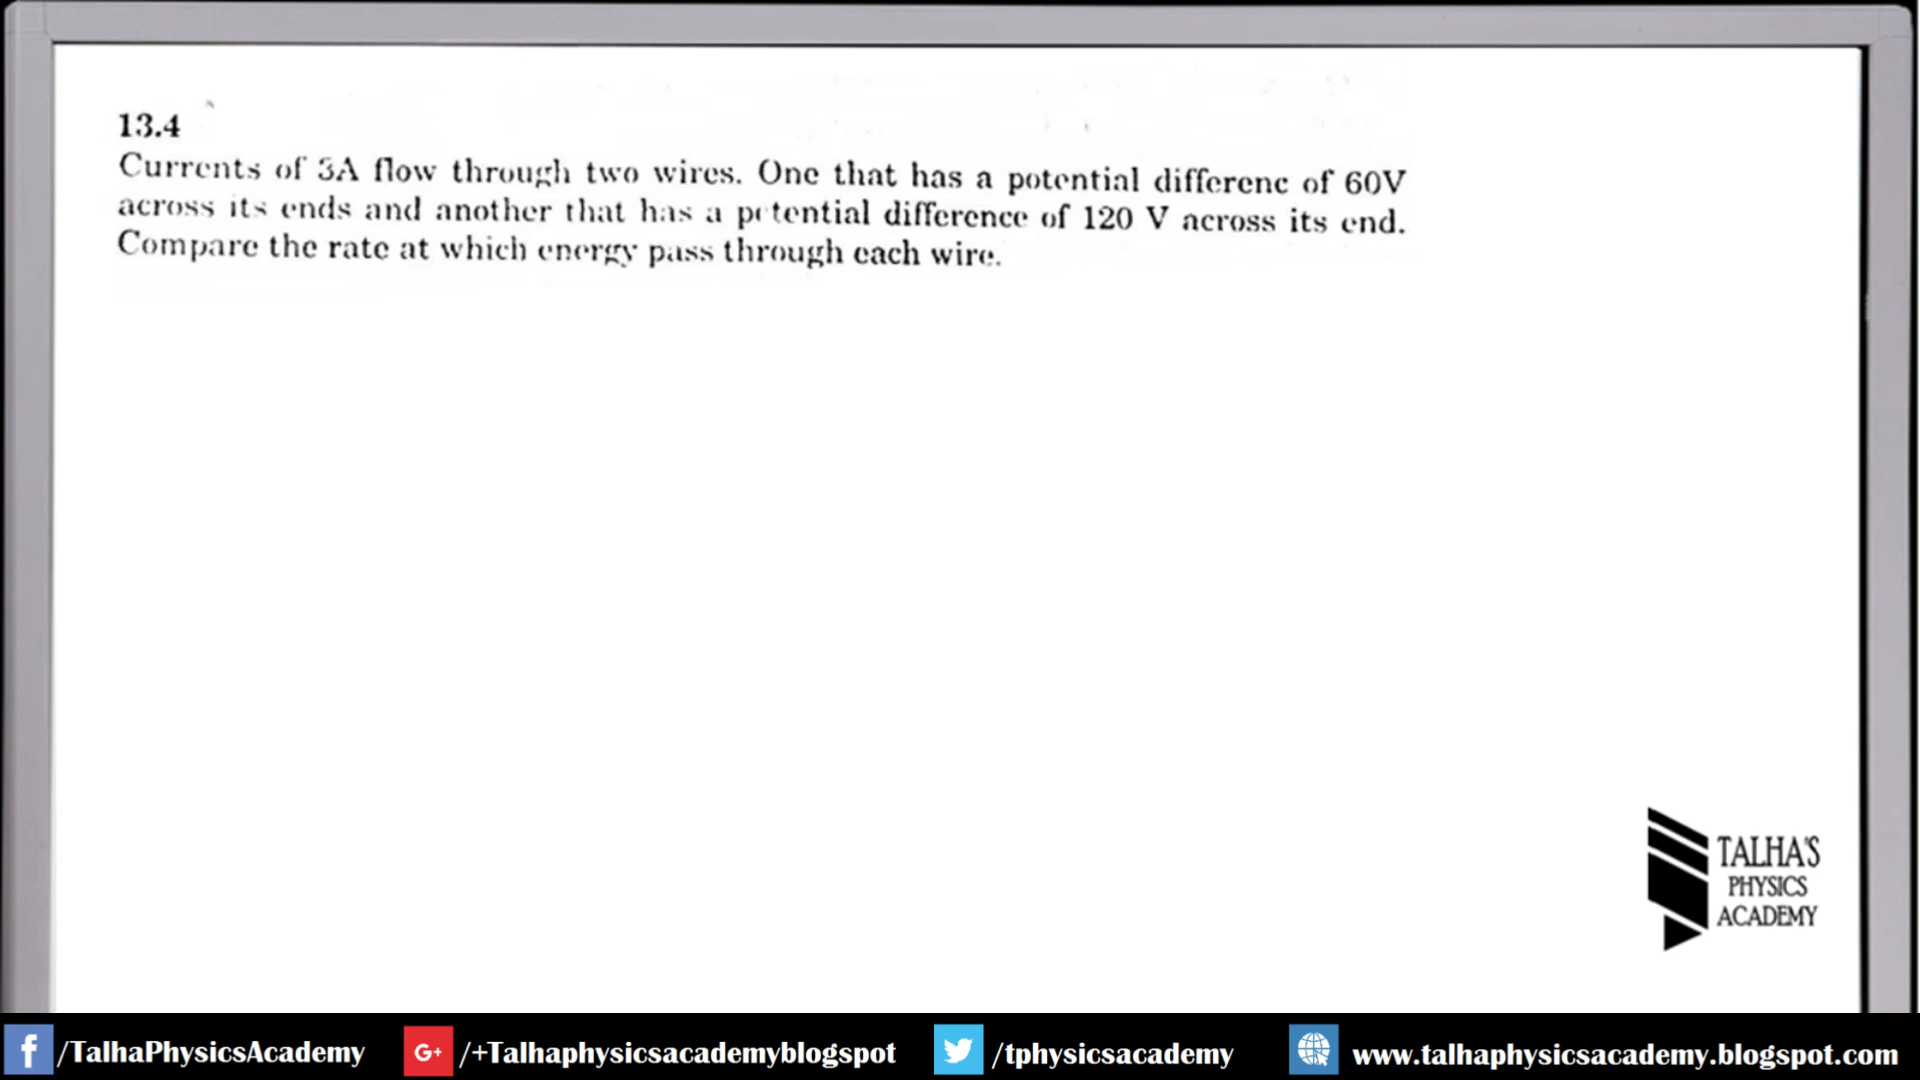 13.4
Currents of 3A flow through two wires. One that has a potential differenc of 60V
across its ends and another that has a potential difference of 120 V across its end.
Compare the rate at which energy pass through each wire.
TALHA'S
PHYSICS
ACADEMY
/TalhaPhysicsAcademy
G+ /+Talhaphysicsacademyblogspot
/tphysicsacademy
www.talhaphysicsacademy.blogspot.com